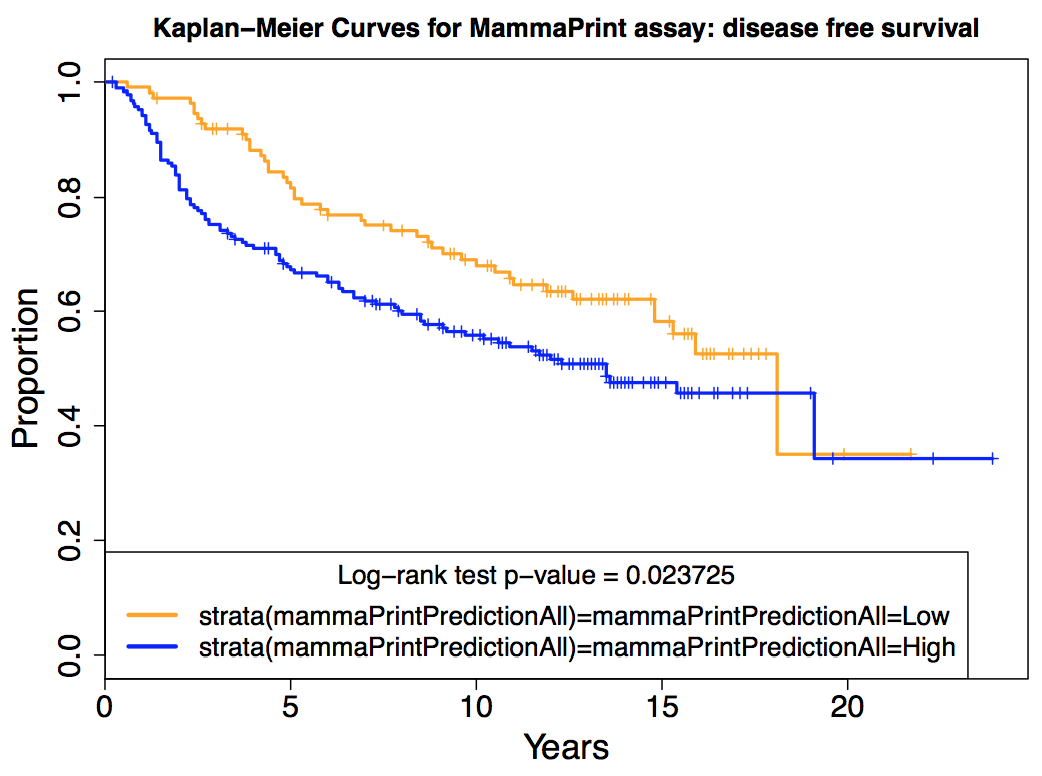 Kaplan−Meier Curves for MammaPrint assay: disease free survival
Proportion
1.0
0.8
0.6
0.4
0.2
0.0
Log−rank test p−value = 0.023725
strata(mammaPrintPredictionAll)=mammaPrintPredictionAll=Low
strata(mammaPrintPredictionAll)=mammaPrintPredictionAll=High
0 5 10 15 20
Years